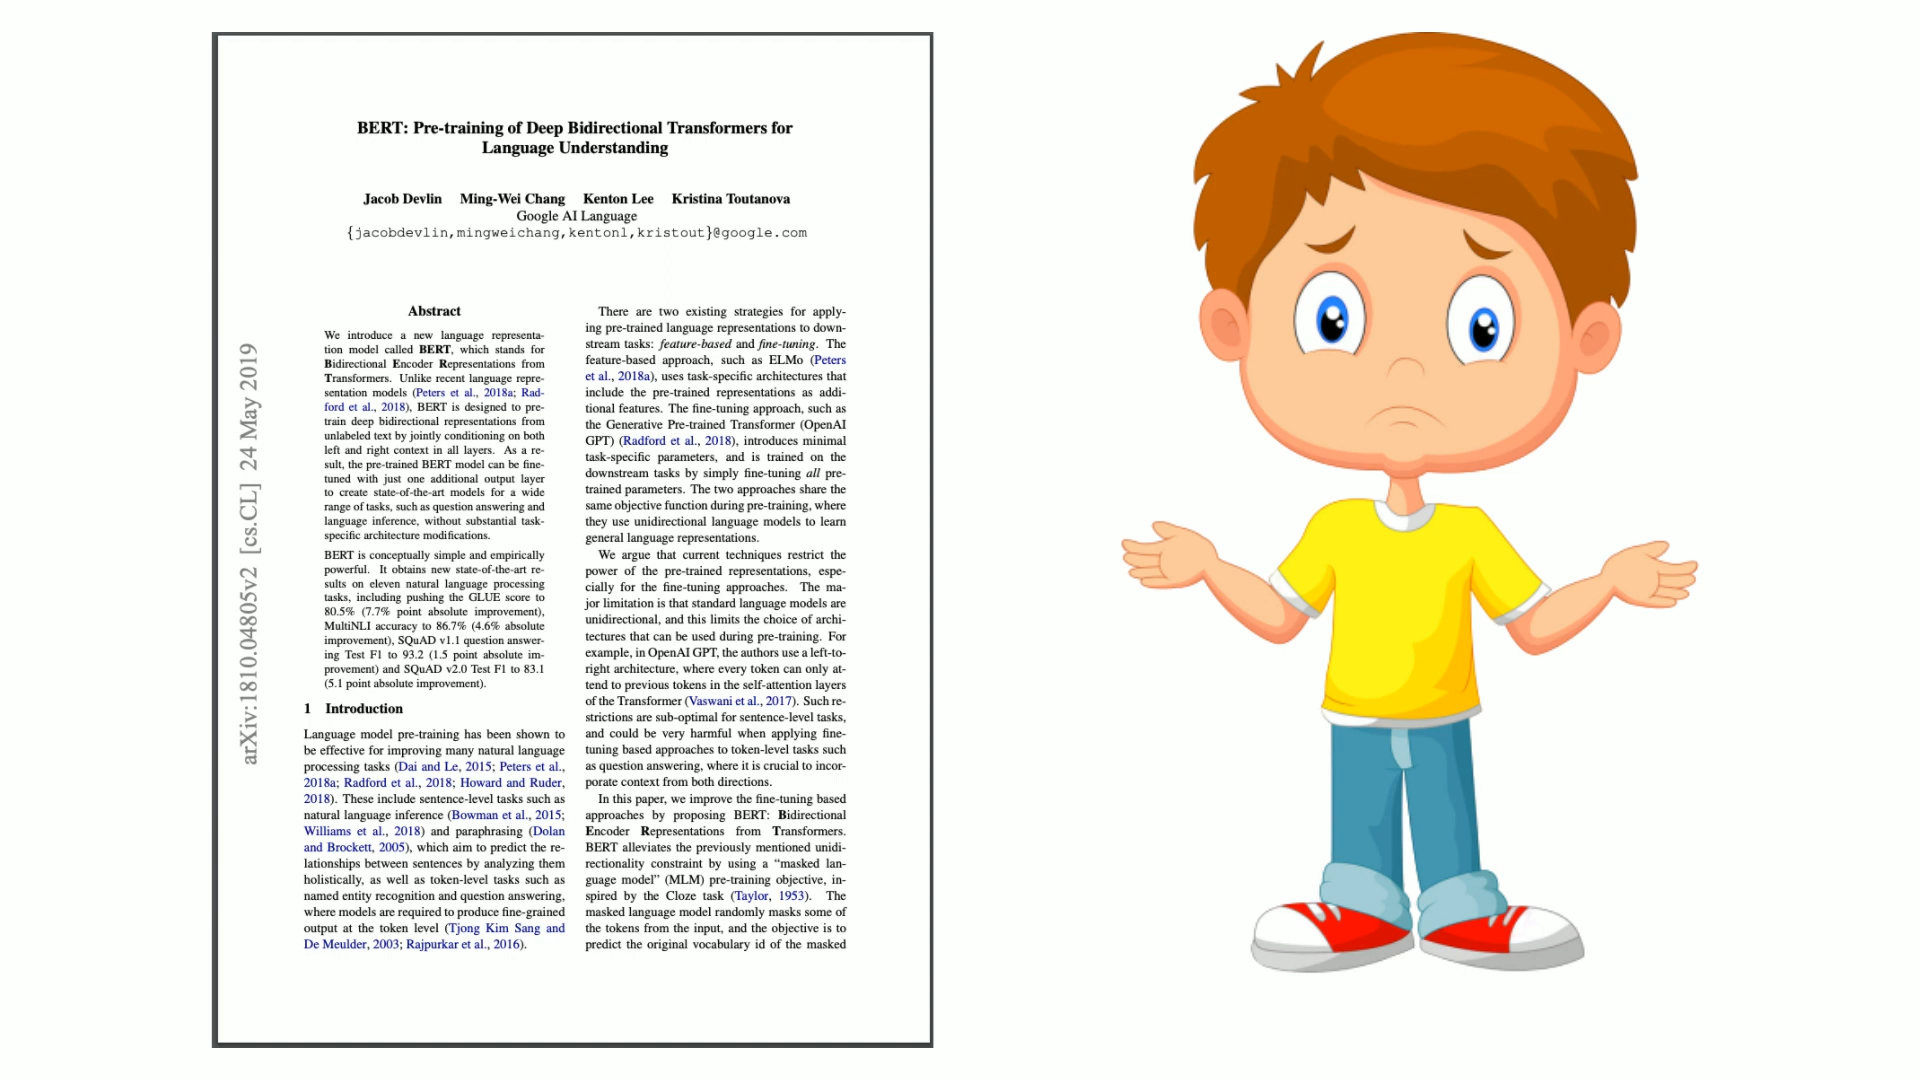 BERT: Pre-training of Deep Bidirectional Transformers for
Language Understanding
Jacob Devlin Ming-Wei Chang Kenton Lee Kristina Toutanova
Google AI Language
{jacobdevlin,mingweichang,kentonl,kristout}@google.com
arXiv:1810.04805v2 [cs.CL] 24 May 2019
Abstract
We introduce a new language representa-
tion model called BERT, which stands for
Bidirectional Encoder Representations from
Transformers. Unlike recent language repre-
sentation models (Peters et al., 2018a; Rad-
ford et al., 2018), BERT is designed to pre-
train deep bidirectional representations from
unlabeled text by jointly conditioning on both
left and right context in all layers. As a re-
sult, the pre-trained BERT model can be fine-
tuned with just one additional output layer
to create state-of-the-art models for a wide
range of tasks, such as question answering and
language inference, without substantial task-
specific architecture modifications.
BERT is conceptually simple and empirically
powerful. It obtains new state-of-the-art re-
sults on eleven natural language processing
tasks, including pushing the GLUE score to
80.5% (7.7% point absolute improvement),
MultiNLI accuracy to 86.7% (4.6% absolute
improvement), SQuAD v1.1 question answer-
ing Test F1 to 93.2 (1.5 point absolute im-
provement) and SQuAD v2.0 Test F1 to 83.1
(5.1 point absolute improvement).
1 Introduction
Language model pre-training has been shown to
be effective for improving many natural language
processing tasks (Dai and Le, 2015; Peters et al.,
2018a; Radford et al., 2018; Howard and Ruder,
2018). These include sentence-level tasks such as
natural language inference (Bowman et al., 2015;
Williams et al., 2018) and paraphrasing (Dolan
and Brockett, 2005), which aim to predict the re-
lationships between sentences by analyzing them
holistically, as well as token-level tasks such as
named entity recognition and question answering,
where models are required to produce fine-grained
output at the token level (Tjong Kim Sang and
De Meulder, 2003; Rajpurkar et al., 2016).
There are two existing strategies for apply-
ing pre-trained language representations to down-
stream tasks: feature-based and fine-tuning. The
feature-based approach, such as ELMo (Peters
et al., 2018a), uses task-specific architectures that
include the pre-trained representations as addi-
tional features. The fine-tuning approach, such as
the Generative Pre-trained Transformer (OpenAI
GPT) (Radford et al., 2018), introduces minimal
task-specific parameters, and is trained on the
downstream tasks by simply fine-tuning all pre-
trained parameters. The two approaches share the
same objective function during pre-training, where
they use unidirectional language models to learn
general language representations.
We argue that current techniques restrict the
power of the pre-trained representations, espe-
cially for the fine-tuning approaches. The ma-
jor limitation is that standard language models are
unidirectional, and this limits the choice of archi-
tectures that can be used during pre-training. For
example, in OpenAI GPT, the authors use a left-to-
right architecture, where every token can only at-
tend to previous tokens in the self-attention layers
of the Transformer (Vaswani et al., 2017). Such re-
strictions are sub-optimal for sentence-level tasks,
and could be very harmful when applying fine-
tuning based approaches to token-level tasks such
as question answering, where it is crucial to incor-
porate context from both directions.
In this paper, we improve the fine-tuning based
approaches by proposing BERT: Bidirectional
Encoder Representations from Transformers.
BERT alleviates the previously mentioned unidi-
rectionality constraint by using a “masked lan-
guage model” (MLM) pre-training objective, in-
spired by the Cloze task (Taylor, 1953). The
masked language model randomly masks some of
the tokens from the input, and the objective is to
predict the original vocabulary id of the masked